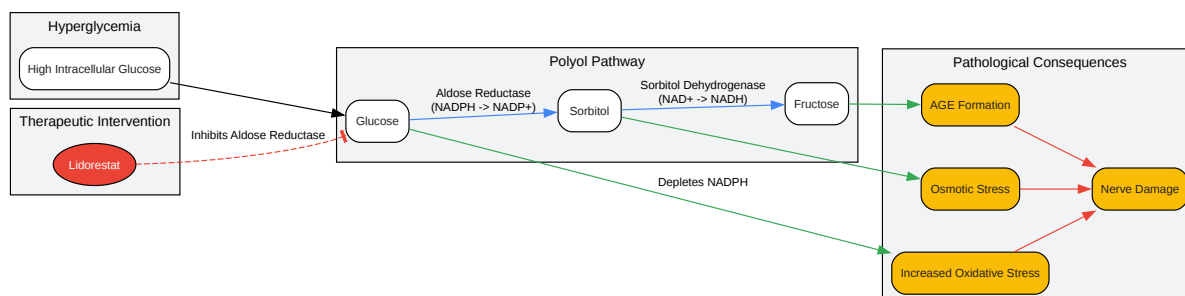 Hyperglycemia
High Intracellular Glucose
Therapeutic Intervention
Lidorestat
Inhibits Aldose Reductase
Polyol Pathway
Glucose
Aldose Reductase
(NADPH -> NADP+)
Sorbitol
Sorbitol Dehydrogenase
(NAD+ -> NADH)
Fructose
Depletes NADPH
Pathological Consequences
AGE Formation
Osmotic Stress
Nerve Damage
Increased Oxidative Stress